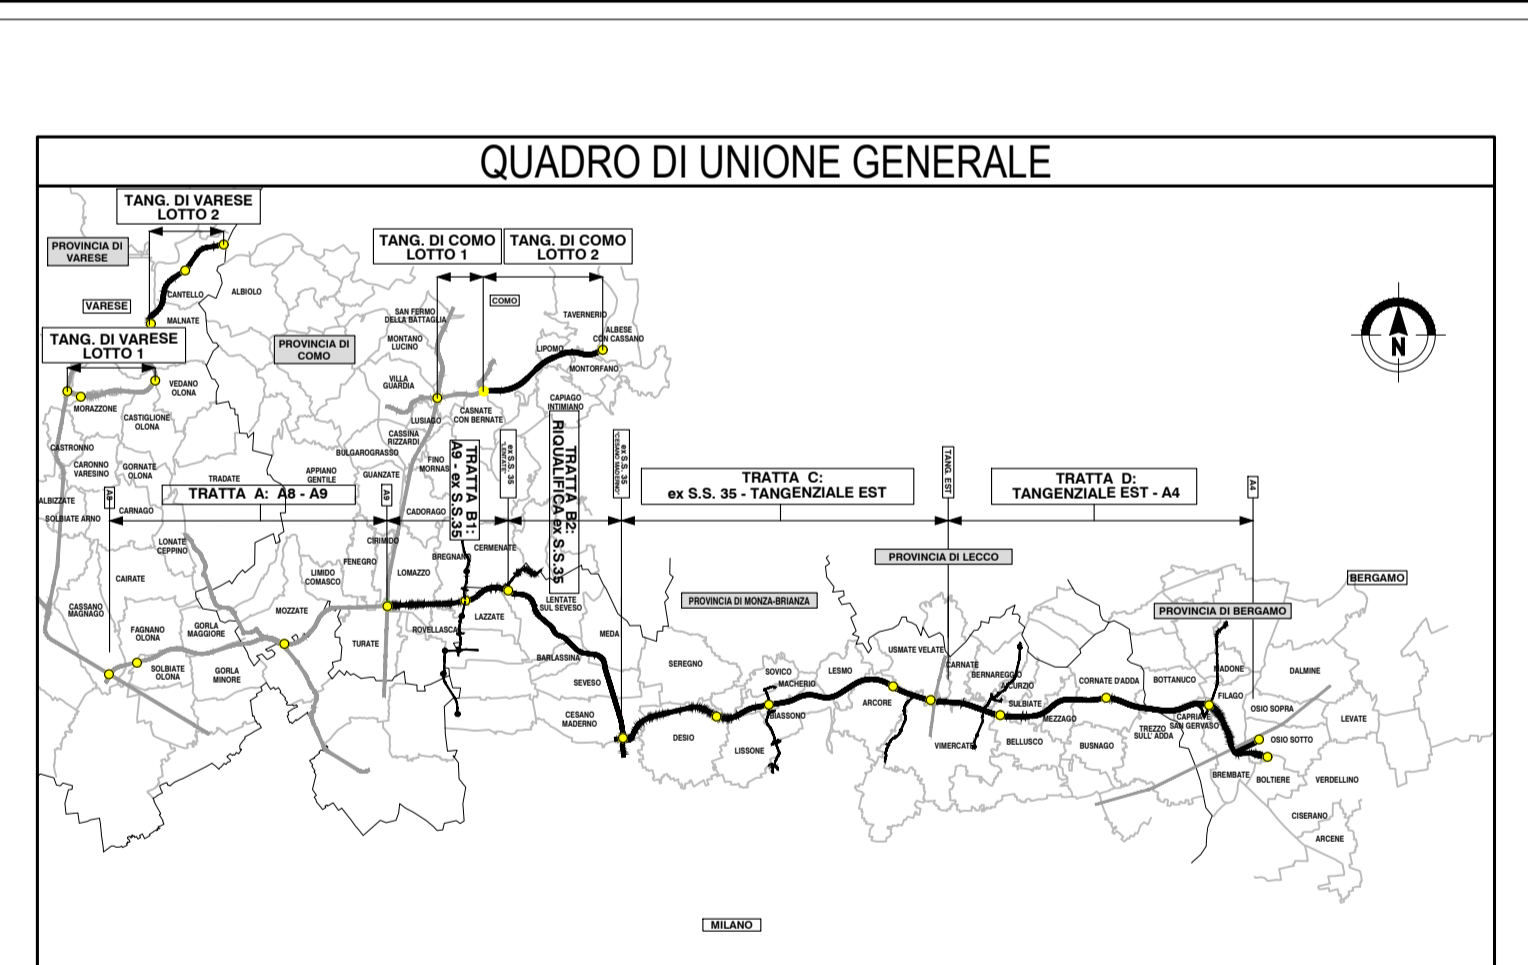 QUADRO DI UNIONE GENERALE
TANG. DI VARESE
LOTTO 2
PROVINCIA DI
VARESE
TANG. DI COMO
LOTTO 1
TANG. DI COMO
LOTTO 2
CANTELLO
ALBIOLO
VARESE
COMO
MALNATE
SAN FERMO
DELLA BATTAGLIA
TAVERNERIO
ALBESE
CON CASSANO
TANG. DI VARESE
LOTTO 1
PROVINCIA DI
COMO
MONTANO
LUCINO
LIPOMO
MONTORFANO
N
VEDANO
OLONA
VILLA
GUARDIA
MORAZZONE
CAPIAGO
INTIMIANO
CASTIGLIONE
OLONA
LUSIAGO
CASNATE
CON BERNATE
CASSINA
RIZZARDI
CASTRONNO
BULGAROGRASSO
CARONNO
VARESINO
GORNATE
OLONA
TRADATE
APPIANO
GENTILE
GUANZATE
FINO
MORNAS
TRATTA B1:
A9 - ex S.S.35
ex S.S. 35
"LENTATE"
TRATTA B2:
RIQUALIFICA ex S.S.35
ex S.S. 35
"CESANO MADERNO"
TANG. EST
A4
A8
A9
TRATTA A: A8 - A9
TRATTA C:
ex S.S. 35 - TANGENZIALE EST
TRATTA D:
TANGENZIALE EST - A4
ALBIZZATE
CARNAGO
SOLBIATE ARNO
CADORAGO
CIRIMIDO
LONATE
CEPPINO
FENEGRO
BREGNANO
CERMENATE
PROVINCIA DI LECCO
CAIRATE
LIMIDO
COMASCO
LOMAZZO
BERGAMO
CASSANO
MAGNAGO
MOZZATE
LAZZATE
LENTATE
SUL SEVESO
PROVINCIA DI MONZA-BRIANZA
PROVINCIA DI BERGAMO
FAGNANO
OLONA
GORLA
MAGGIORE
TURATE
ROVELLASCA
MEDA
SOLBIATE
OLONA
GORLA
MINORE
BARLASSINA
SEREGNO
SOVICO
LESMO
USMATE VELATE
CARNATE
BERNAREGGIO
MADONE
DALMINE
SEVESO
MACHERIO
AICURZIO
CORNATE D'ADDA
BOTTANUCO
ARCORE
SULBIATE
FILAGO
OSIO SOPRA
CESANO
MADERNO
BIASSONO
MEZZAGO
CAPRIATE
SAN GERVASO
LEVATE
DESIO
LISSONE
VIMERCATE
BELLUSCO
BUSNAGO
TREZZO
SULL' ADDA
OSIO SOTTO
BREMBATE
BOLTIERE
VERDELLINO
CISERANO
ARCENE
MILANO